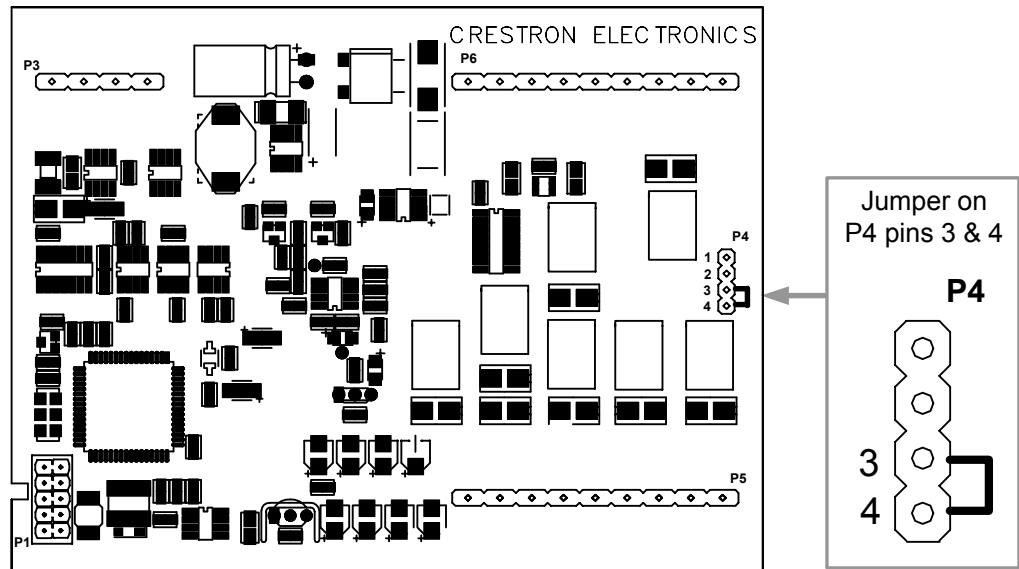 CRESTRON ELECTRONICS
P3
P6
Jumper on
P4 pins 3 & 4
P4
P4
1
2
3
4
3
4
P5
P1